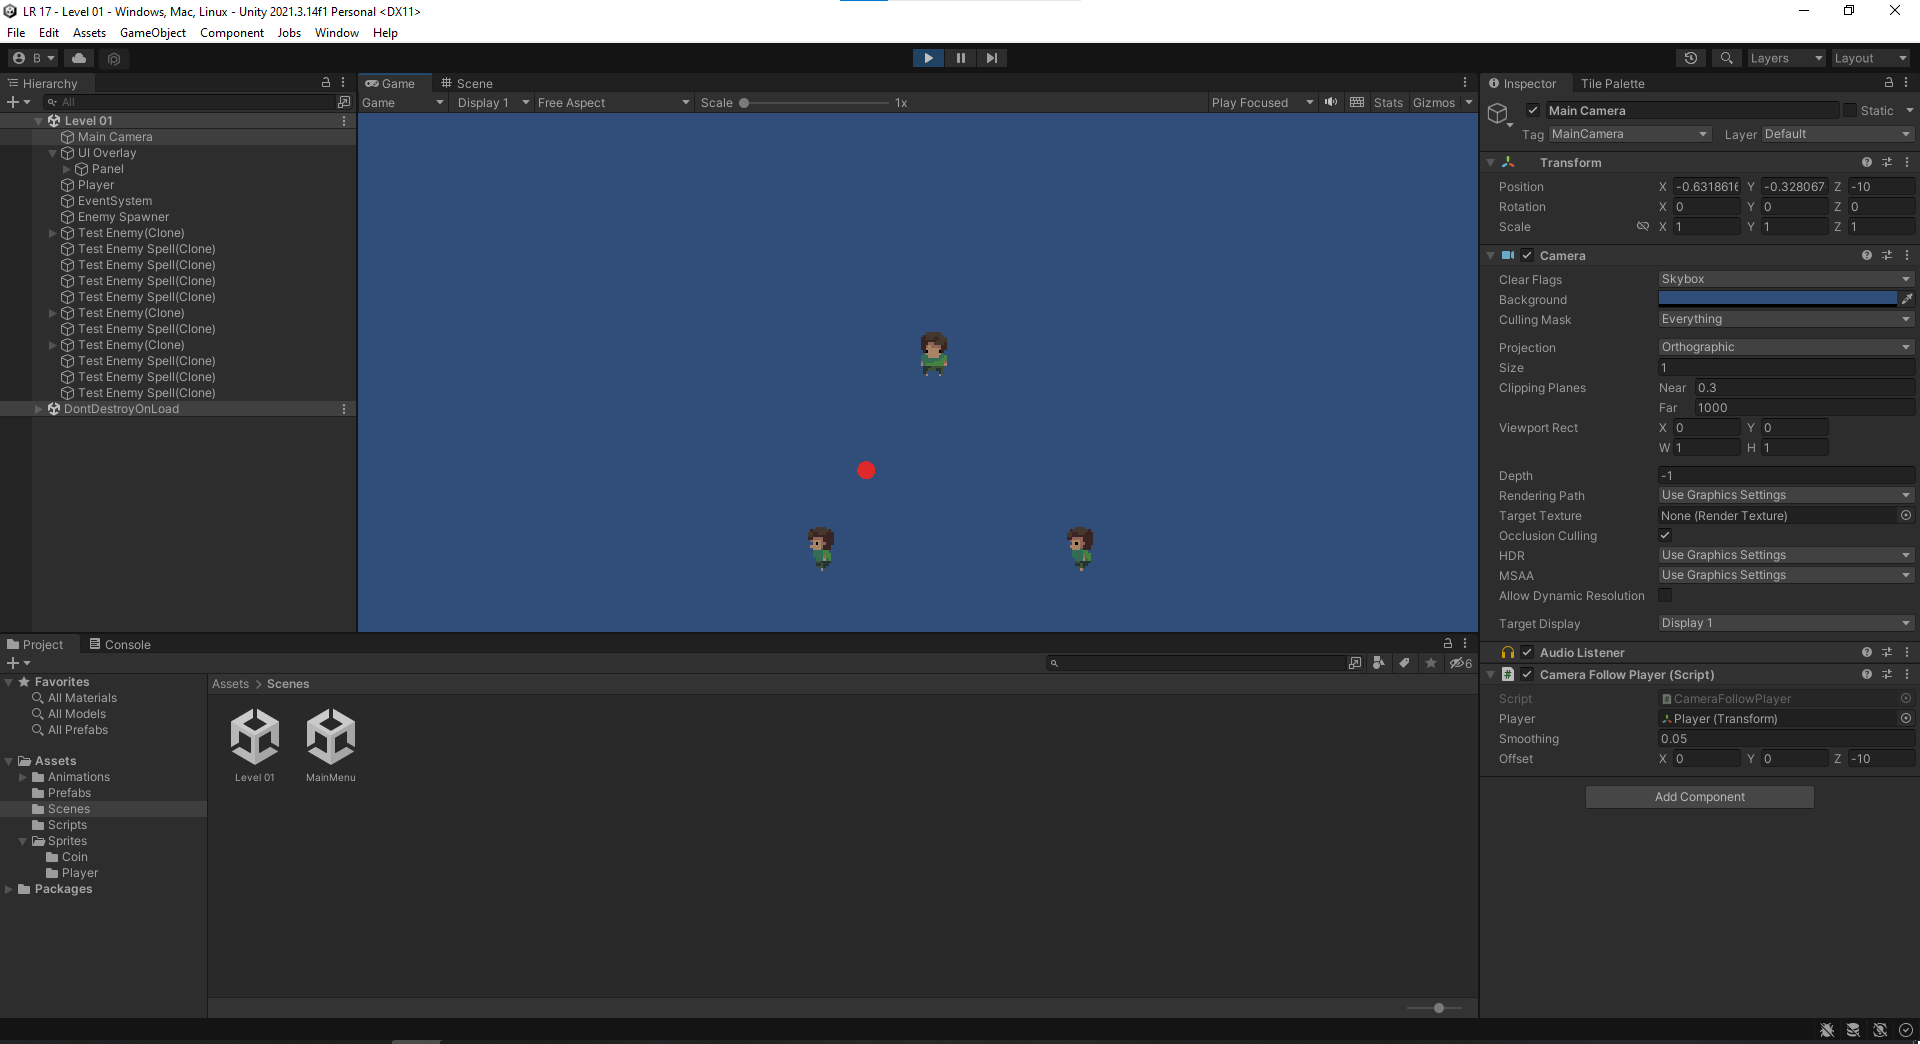 LR 17 - Level 01 - Windows, Mac, Linux - Unity 2021.3.14f1 Personal <DX11>
File Edit Assets GameObject Component Jobs Window Help
B
Layers
Layout
Hierarchy
All
Level 01
Main Camera
UI Overlay
Panel
Player
EventSystem
Enemy Spawner
Test Enemy(Clone)
Test Enemy Spell(Clone)
Test Enemy Spell(Clone)
Test Enemy Spell(Clone)
Test Enemy Spell(Clone)
Test Enemy(Clone)
Test Enemy Spell(Clone)
Test Enemy(Clone)
Test Enemy Spell(Clone)
Test Enemy Spell(Clone)
Test Enemy Spell(Clone)
DontDestroyOnLoad
Game Scene
Game Display 1 Free Aspect Scale 1x Play Focused Stats Gizmos
Inspector Tile Palette
Main Camera Static
Tag MainCamera Layer Default
Transform
Position X -0.6318616 Y -0.328067 Z -10
Rotation X 0 Y 0 Z 0
Scale X 1 Y 1 Z 1
Camera
Clear Flags Skybox
Background
Culling Mask Everything
Projection Orthographic
Size 1
Clipping Planes Near 0.3
Far 1000
Viewport Rect X 0 Y 0
W 1 H 1
Depth -1
Rendering Path Use Graphics Settings
Target Texture None (Render Texture)
Occlusion Culling
HDR Use Graphics Settings
MSAA Use Graphics Settings
Allow Dynamic Resolution
Target Display Display 1
Audio Listener
Camera Follow Player (Script)
Script CameraFollowPlayer
Player Player (Transform)
Smoothing 0.05
Offset X 0 Y 0 Z -10
Add Component
Project Console
6
Favorites
All Materials
All Models
All Prefabs
Assets
Animations
Prefabs
Scenes
Scripts
Sprites
Coin
Player
Packages
Assets > Scenes
Level 01
MainMenu